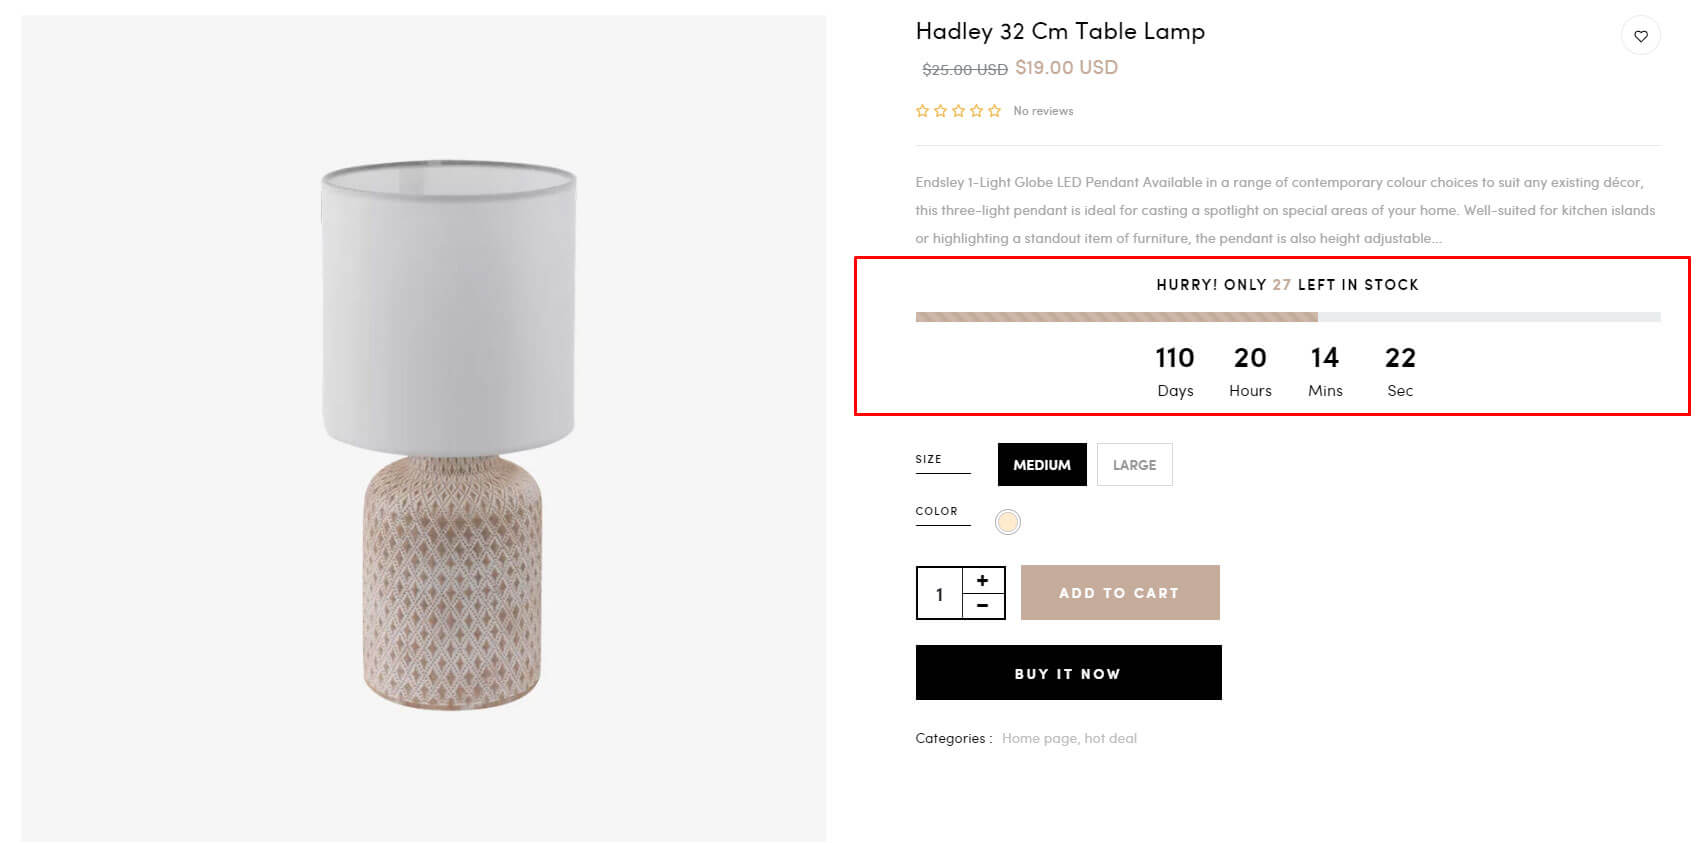 Hadley 32 Cm Table Lamp
$25.00 USD $19.00 USD
No reviews
Endsley 1-Light Globe LED Pendant Available in a range of contemporary colour choices to suit any existing décor,
this three-light pendant is ideal for casting a spotlight on special areas of your home. Well-suited for kitchen islands
or highlighting a standout item of furniture, the pendant is also height adjustable...
HURRY! ONLY 27 LEFT IN STOCK
110 20 14 22
Days Hours Mins Sec
SIZE MEDIUM LARGE
COLOR
1 + −
ADD TO CART
BUY IT NOW
Categories : Home page, hot deal